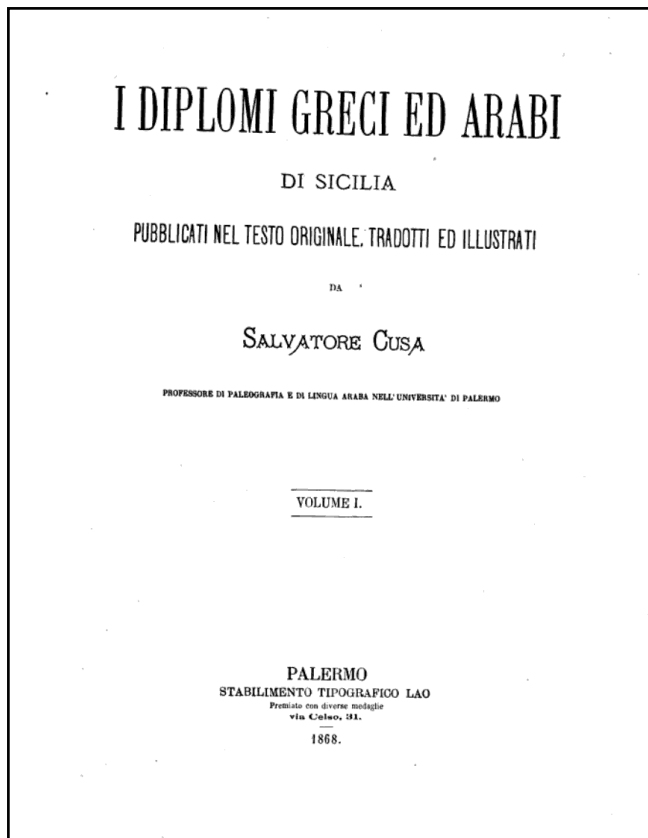 I DIPLOMI GRECI ED ARABI
DI SICILIA
PUBBLICATI NEL TESTO ORIGINALE, TRADOTTI ED ILLUSTRATI
DA
SALVATORE CUSA
PROFESSORE DI PALEOGRAFIA E DI LINGUA ARABA NELL' UNIVERSITA' DI PALERMO
VOLUME I.
PALERMO
STABILIMENTO TIPOGRAFICO LAO
Premiato con diverse medaglie
via Celso, 31.
1868.